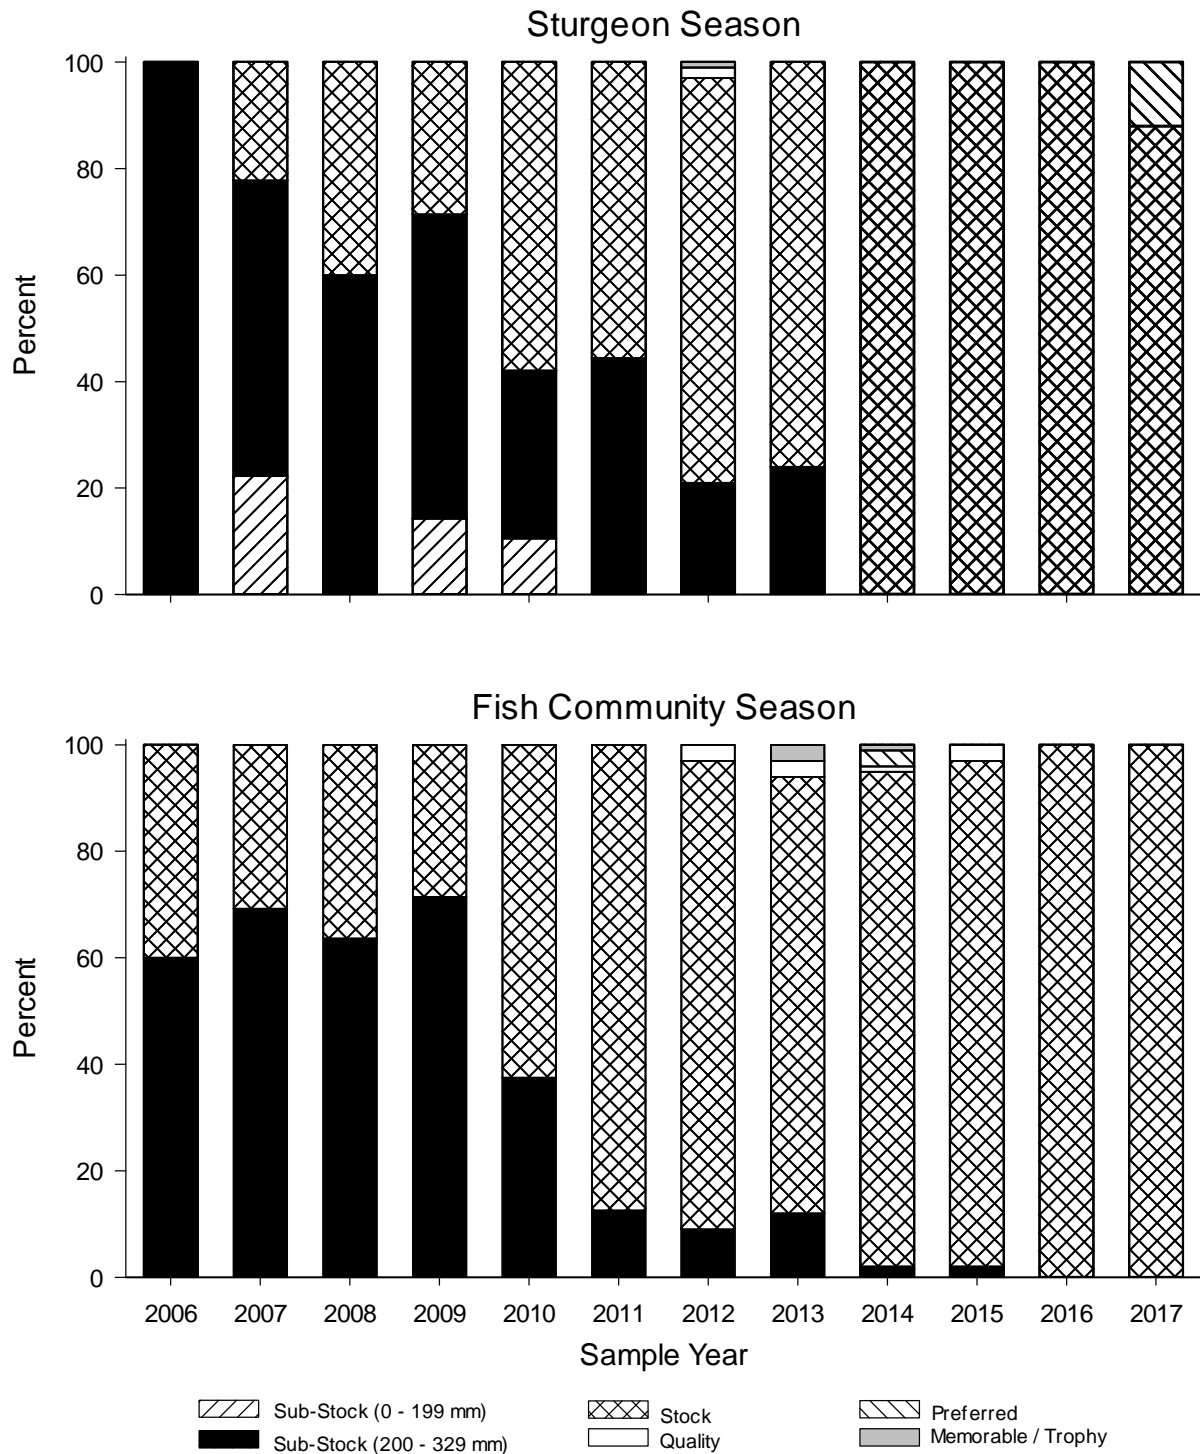 Sturgeon Season
100
80
60
40
20
0
Percent
Fish Community Season
100
80
60
40
20
0
Percent
2006 2007 2008 2009 2010 2011 2012 2013 2014 2015 2016 2017
Sample Year
Sub-Stock (0 - 199 mm) Stock Preferred
Sub-Stock (200 - 329 mm) Quality Memorable / Trophy